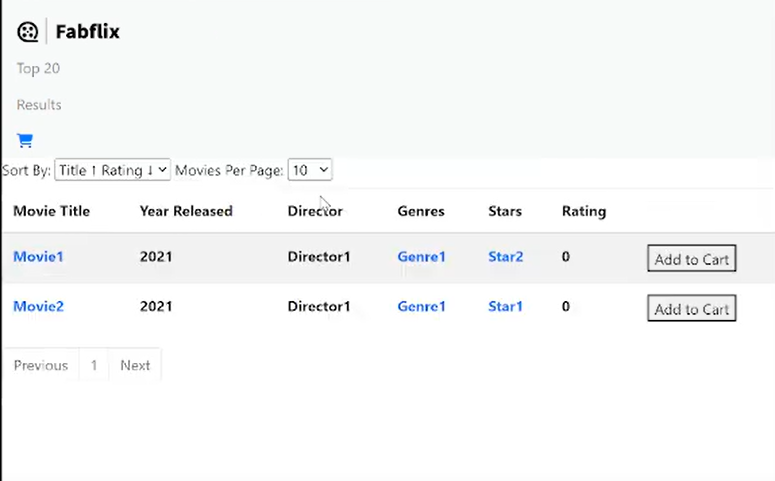 Fabflix
Top 20
Results
Sort By: Title ↑ Rating ↓ Movies Per Page: 10
Movie Title Year Released Director Genres Stars Rating
Movie1 2021 Director1 Genre1 Star2 0 Add to Cart
Movie2 2021 Director1 Genre1 Star1 0 Add to Cart
Previous 1 Next